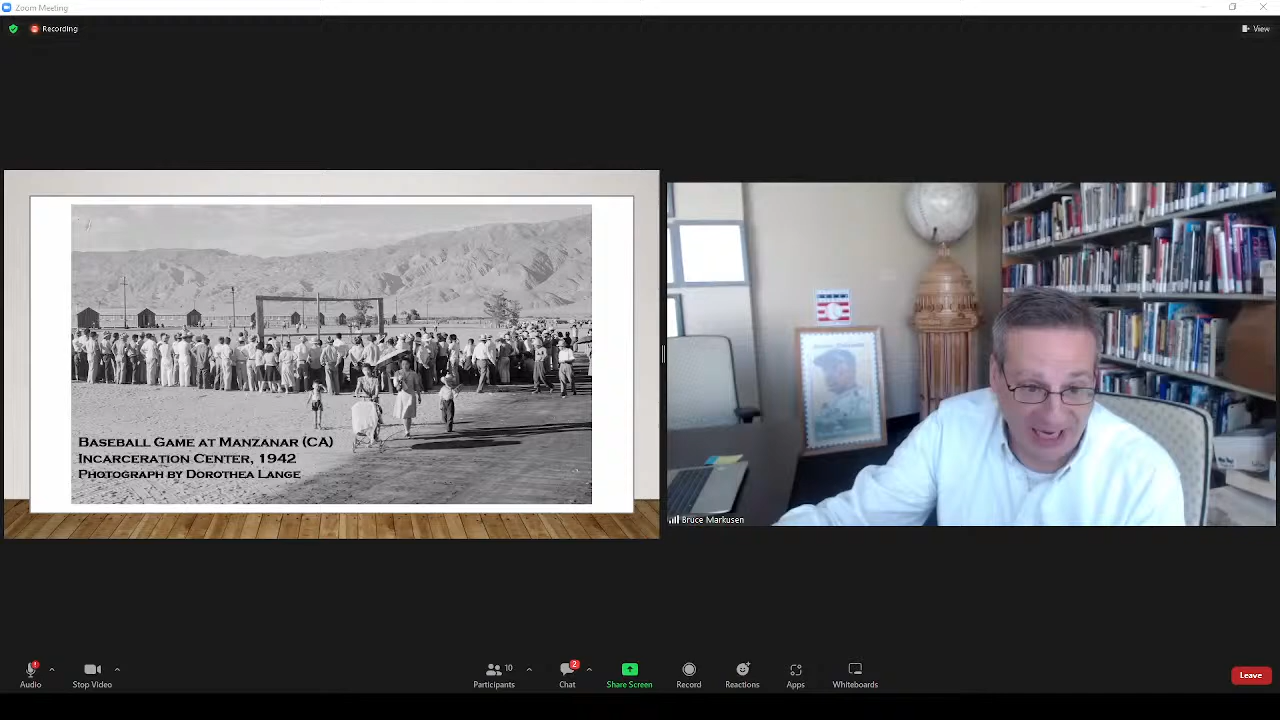 Zoom Meeting
Recording
View
BASEBALL GAME AT MANZANAR (CA)
INCARCERATION CENTER, 1942
PHOTOGRAPH BY DOROTHEA LANGE
Bruce Markusen
Audio
Stop Video
Participants
10
Chat
2
Share Screen
Record
Reactions
Apps
Whiteboards
Leave